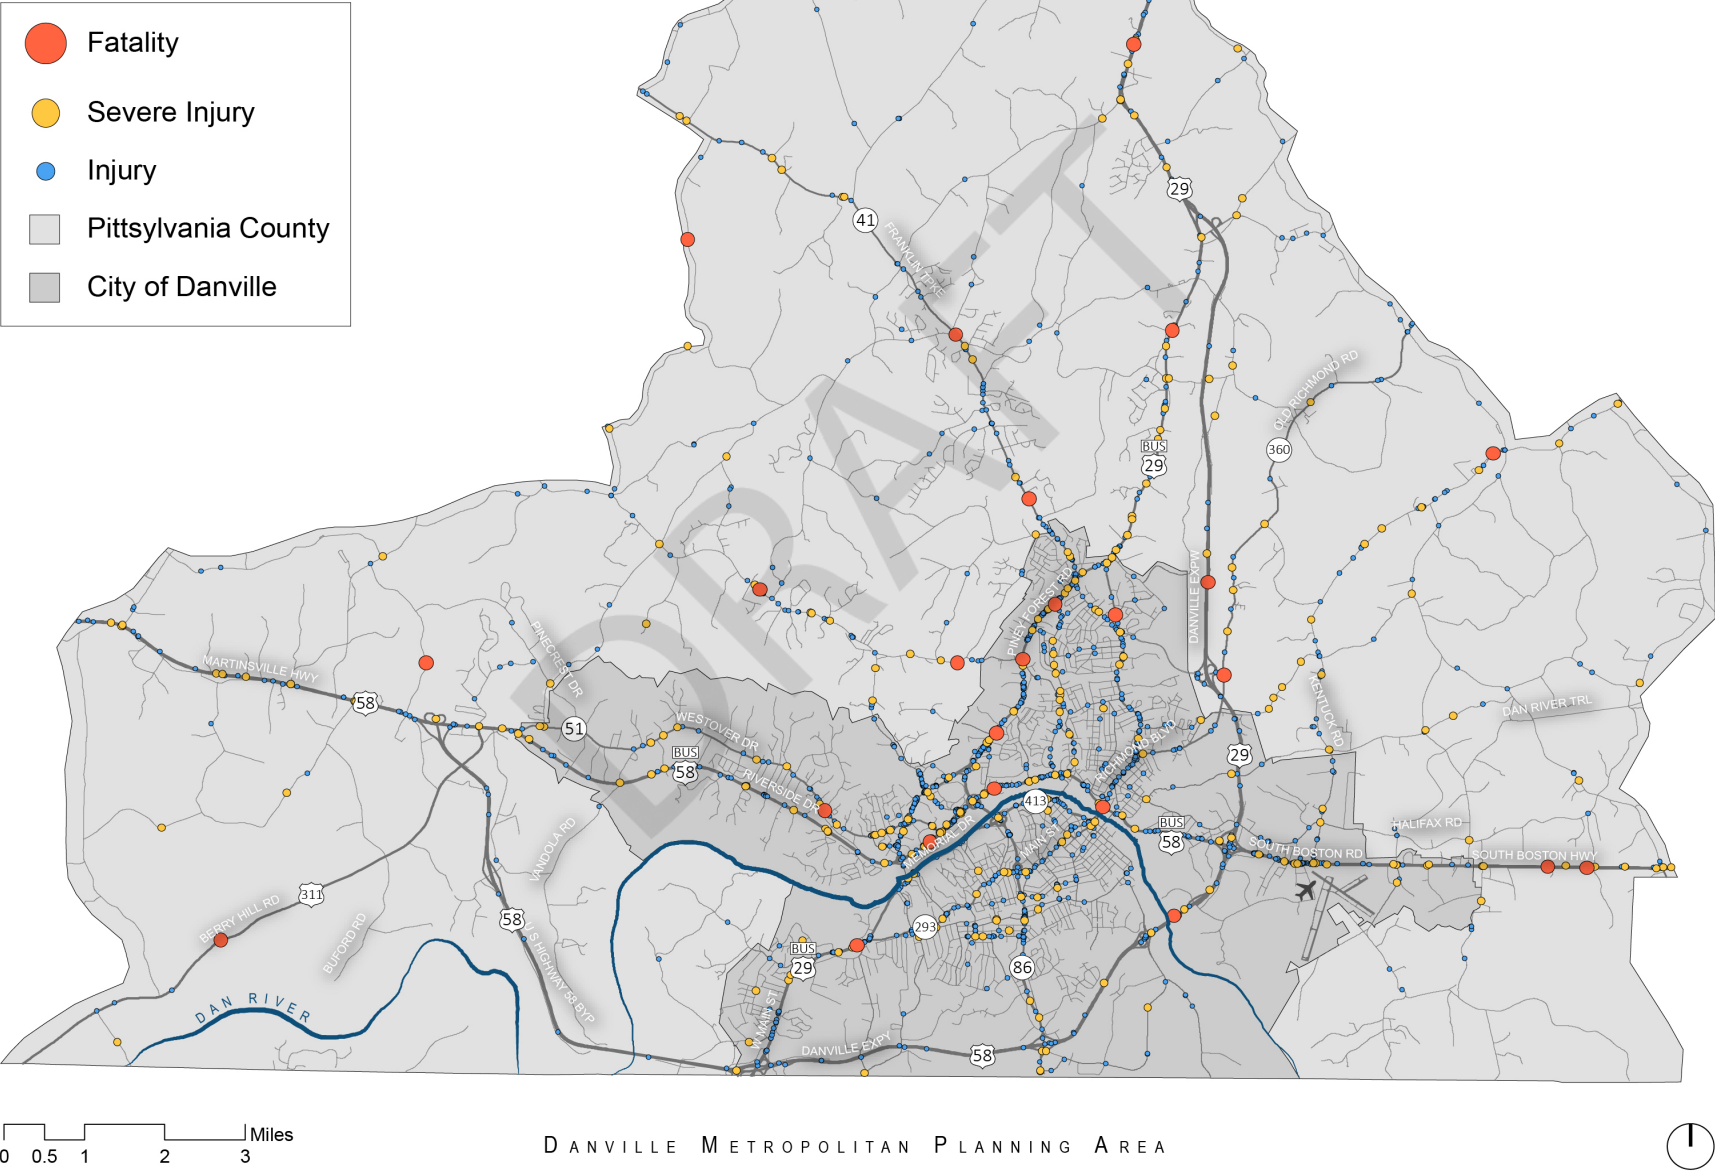 Fatality
Severe Injury
Injury
Pittsylvania County
City of Danville
DRAFT
29
41
FRANKLIN TPKE
OLD RICHMOND RD
BUS
29
360
DANVILLE EXPW
PINEY FOREST RD
PINECREST DR
MARTINSVILLE HWY
58
KENTUCK RD
DAN RIVER TRL
51
WESTOVER DR
BUS
58
RIVERSIDE DR
RICHMOND BLVD
29
413
MEMORIAL DR
MAIN ST
BUS
58
HALIFAX RD
SOUTH BOSTON RD
SOUTH BOSTON HWY
VANDOLA RD
311
BERRY HILL RD
BUFORD RD
58
U S HIGHWAY 58 BYP
293
BUS
29
86
W MAIN ST
DAN RIVER
DANVILLE EXPY
58
Miles
0 0.5 1 2 3
DANVILLE METROPOLITAN PLANNING AREA